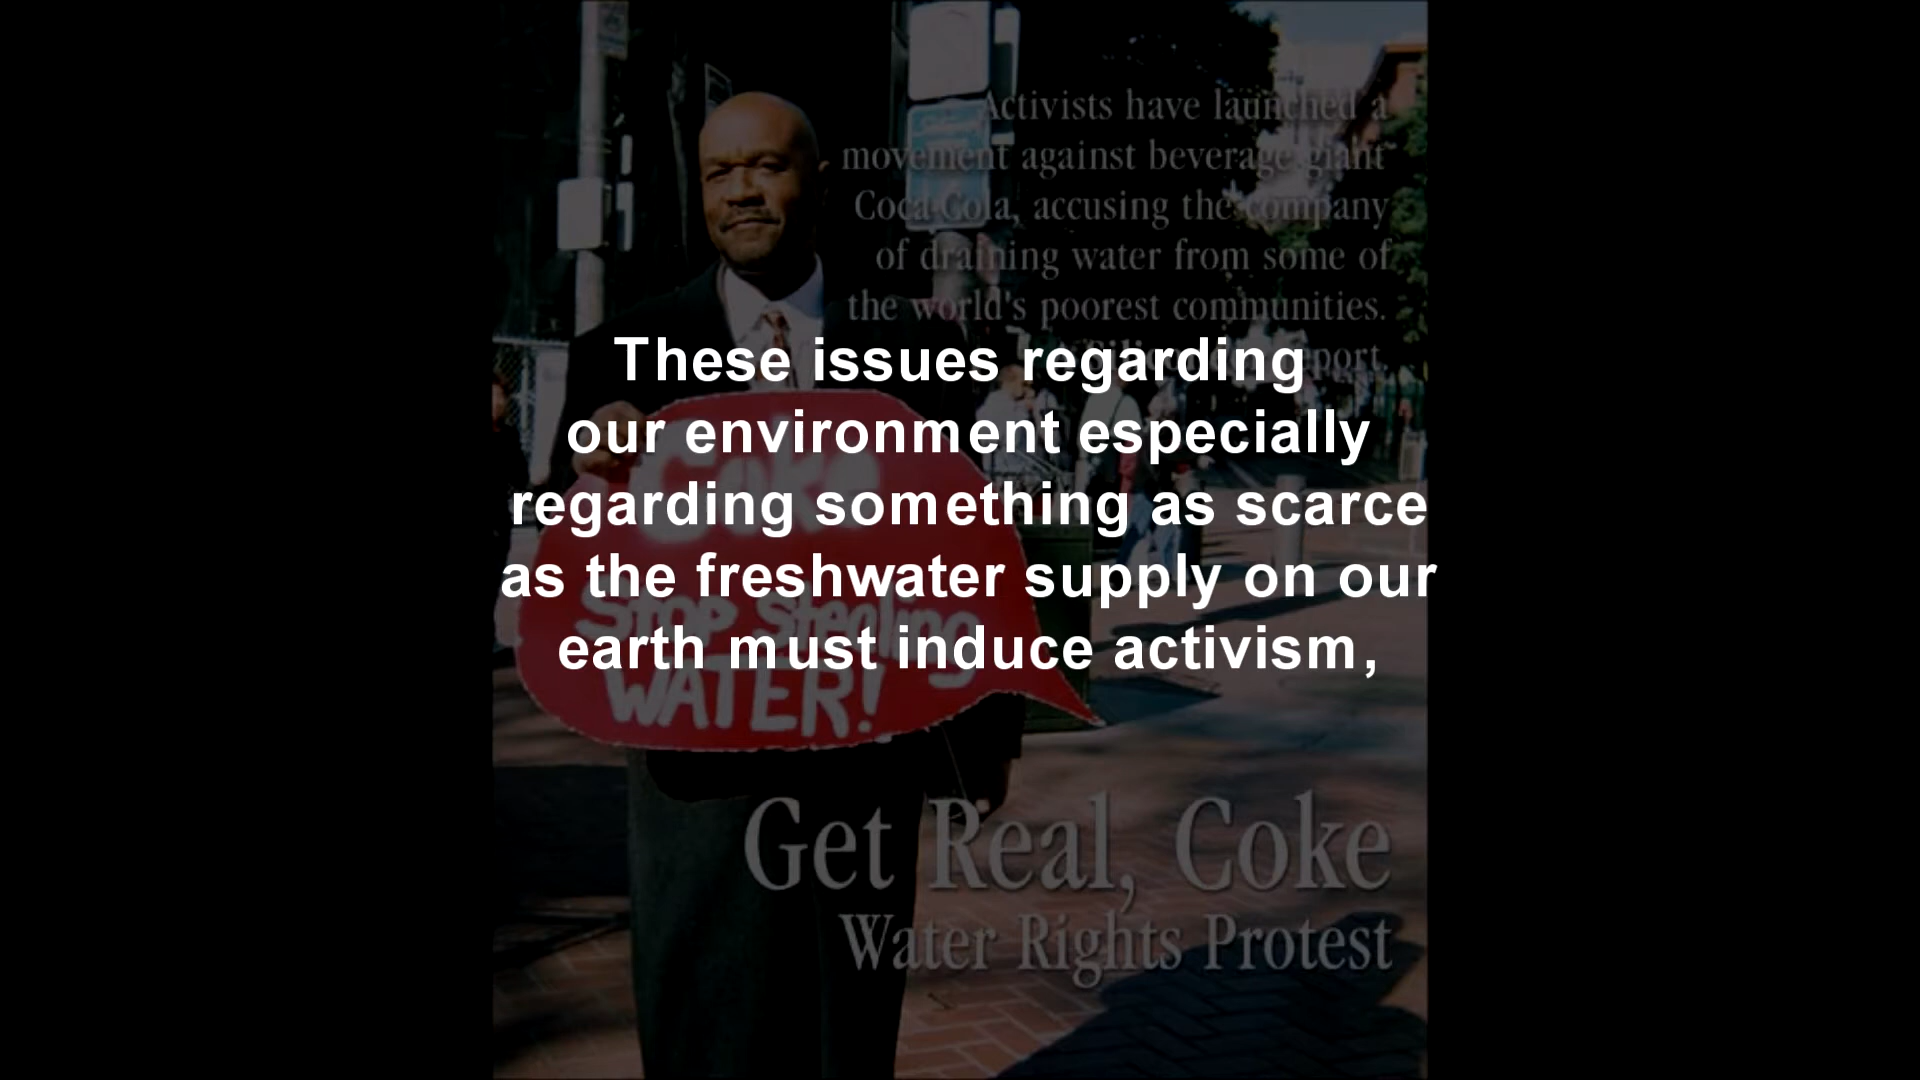 Activists have launched a
movement against beverage giant
Coca-Cola, accusing the company
of draining water from some of
the world's poorest communities.
These issues regarding
our environment especially
regarding something as scarce
as the freshwater supply on our
earth must induce activism,
Coke
Stop Stealing
WATER!
Get Real, Coke
Water Rights Protest